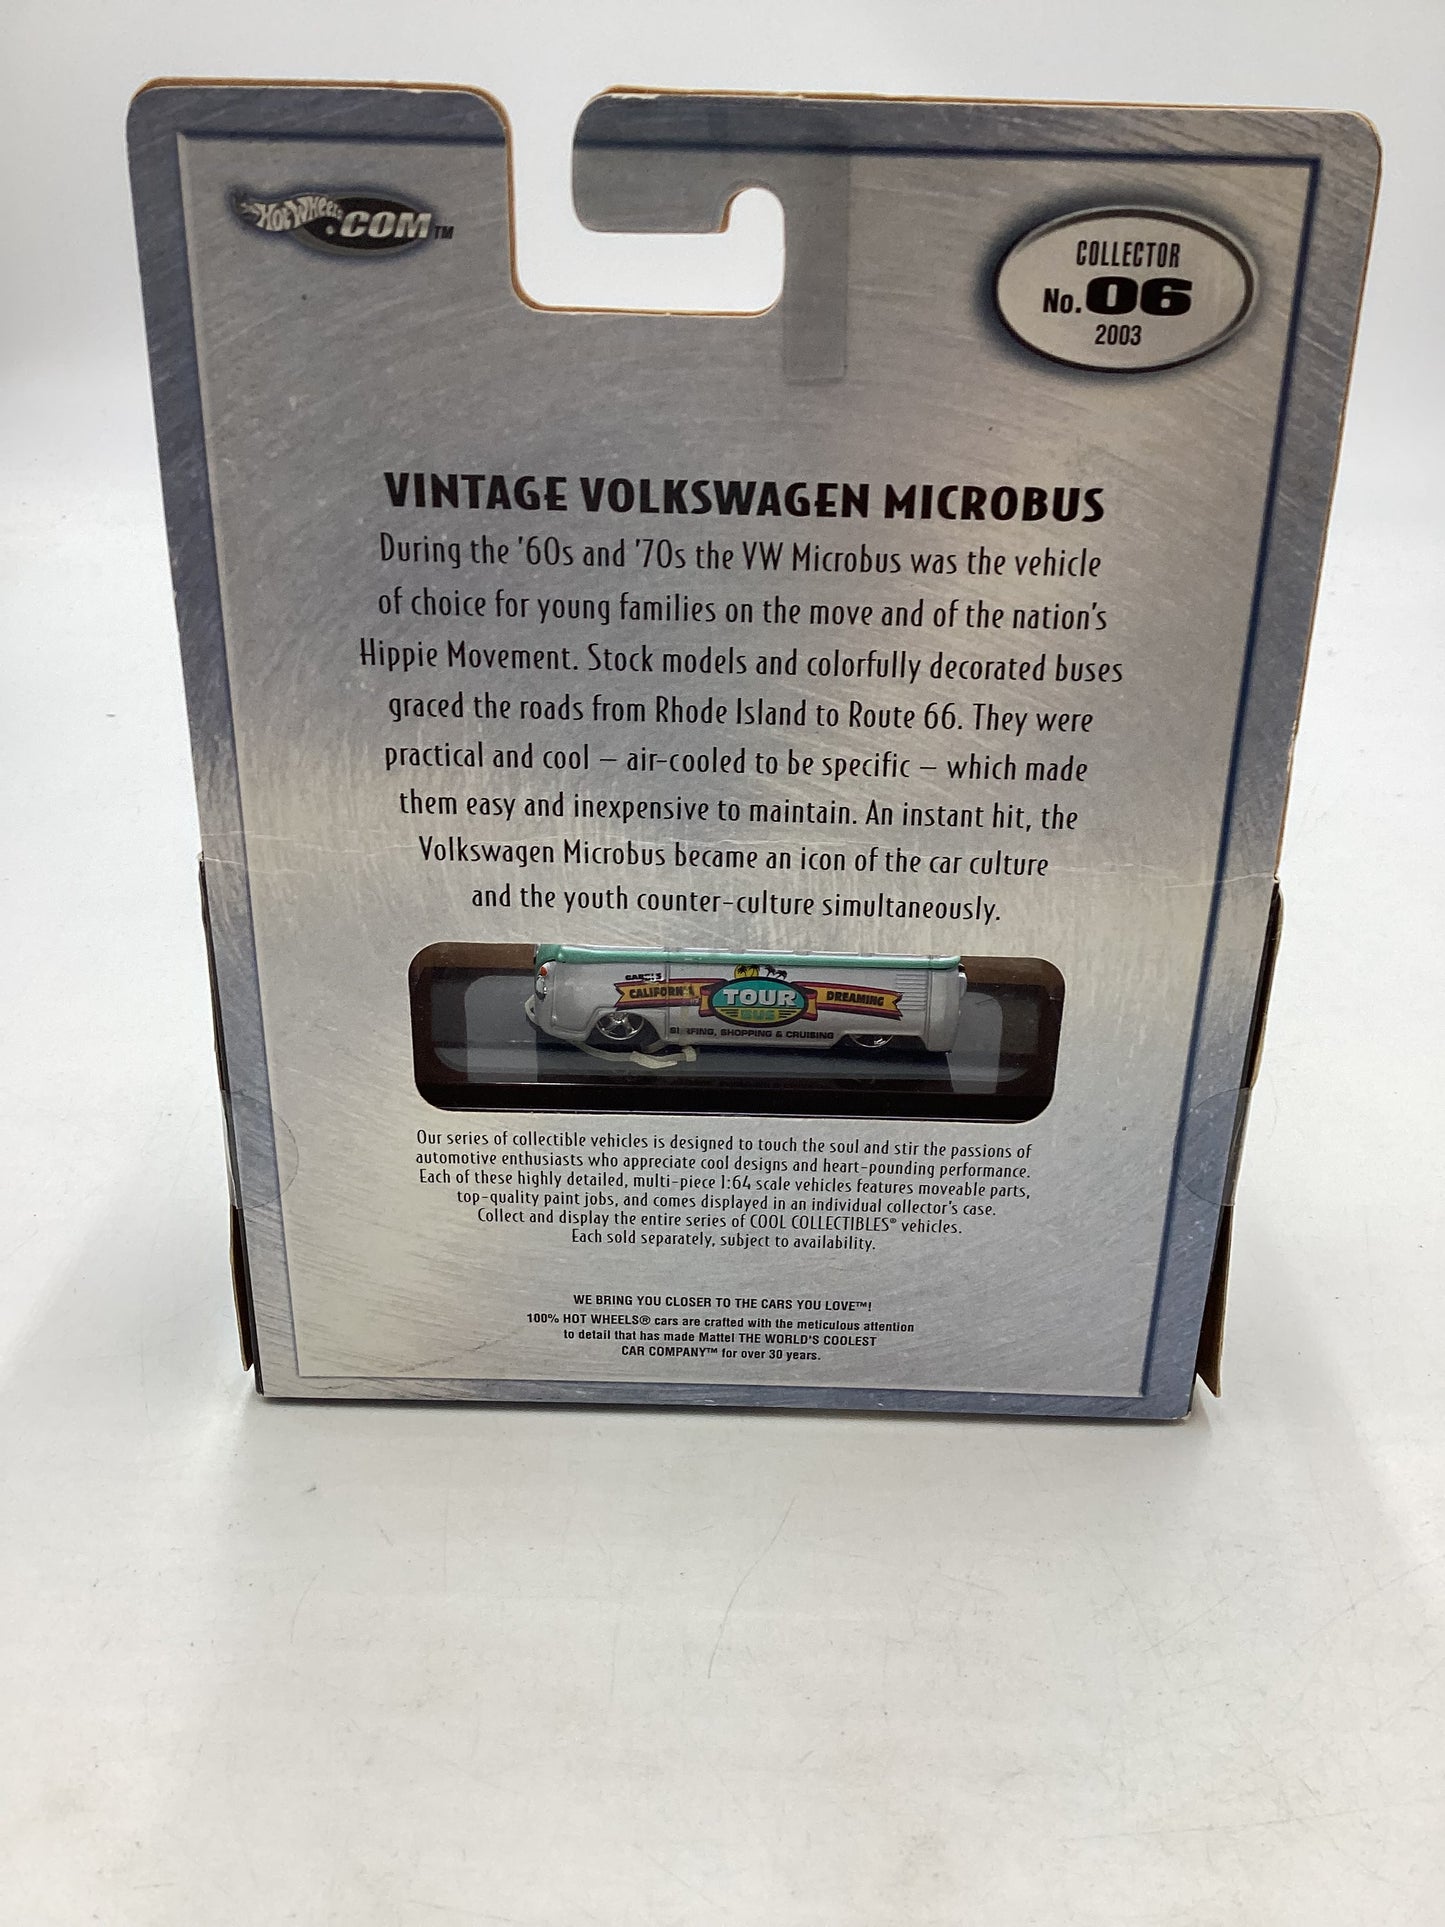 HOT WHEELS.COM™
COLLECTOR
No. 06
2003
VINTAGE VOLKSWAGEN MICROBUS
During the '60s and '70s the VW Microbus was the vehicle
of choice for young families on the move and of the nation's
Hippie Movement. Stock models and colorfully decorated buses
graced the roads from Rhode Island to Route 66. They were
practical and cool – air-cooled to be specific – which made
them easy and inexpensive to maintain. An instant hit, the
Volkswagen Microbus became an icon of the car culture
and the youth counter-culture simultaneously.
CALIFORNIA TOUR DREAMING
BUS
SURFING, SHOPPING & CRUISING
Our series of collectible vehicles is designed to touch the soul and stir the passions of
automotive enthusiasts who appreciate cool designs and heart-pounding performance.
Each of these highly detailed, multi-piece 1:64 scale vehicles features moveable parts,
top-quality paint jobs, and comes displayed in an individual collector's case.
Collect and display the entire series of COOL COLLECTIBLES® vehicles.
Each sold separately, subject to availability.
WE BRING YOU CLOSER TO THE CARS YOU LOVE™!
100% HOT WHEELS® cars are crafted with the meticulous attention
to detail that has made Mattel THE WORLD'S COOLEST
CAR COMPANY™ for over 30 years.